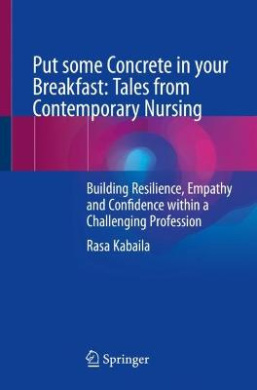 Put some Concrete in your
Breakfast: Tales from
Contemporary Nursing
Building Resilience, Empathy
and Confidence within a
Challenging Profession
Rasa Kabaila
Springer